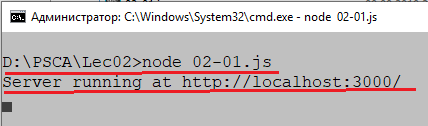 Администратор: C:\Windows\System32\cmd.exe - node 02-01.js
D:\PSCA\Lec02>node 02-01.js
Server running at http://localhost:3000/